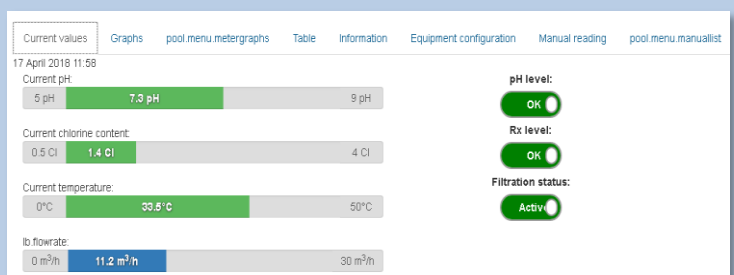 Current values Graphs pool.menu.metergraphs Table Information Equipment configuration Manual reading pool.menu.manuallist
17 April 2018 11:58
Current pH:
5 pH 7.3 pH 9 pH
pH level:
OK
Current chlorine content:
0.5 Cl 1.4 Cl 4 Cl
Rx level:
OK
Current temperature:
0°C 33.5°C 50°C
Filtration status:
Active
lb.flowrate:
0 m³/h 11.2 m³/h 30 m³/h